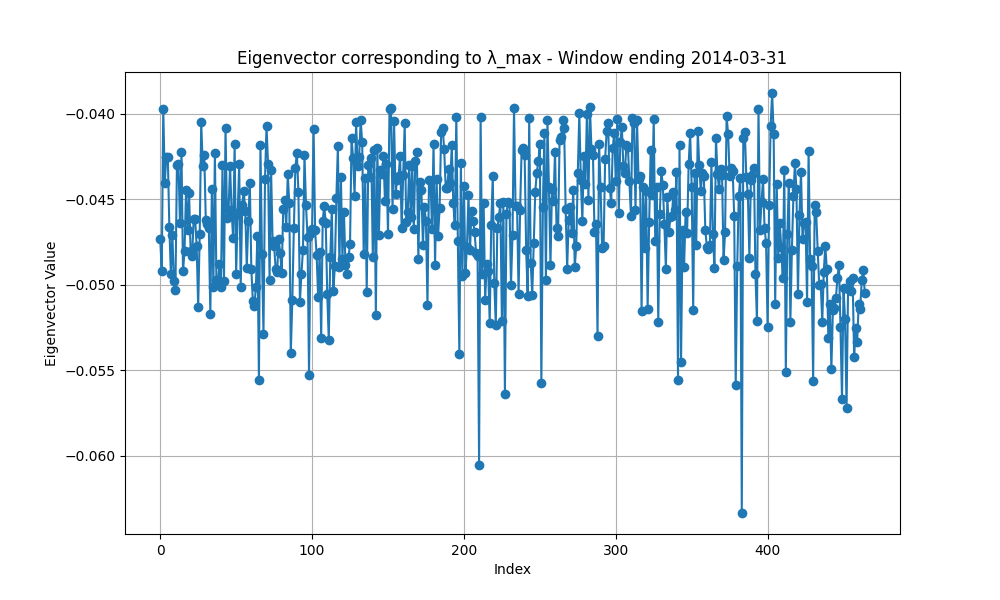 Eigenvector corresponding to λ_max - Window ending 2014-03-31
Eigenvector Value
−0.040
−0.045
−0.050
−0.055
−0.060
0 100 200 300 400
Index